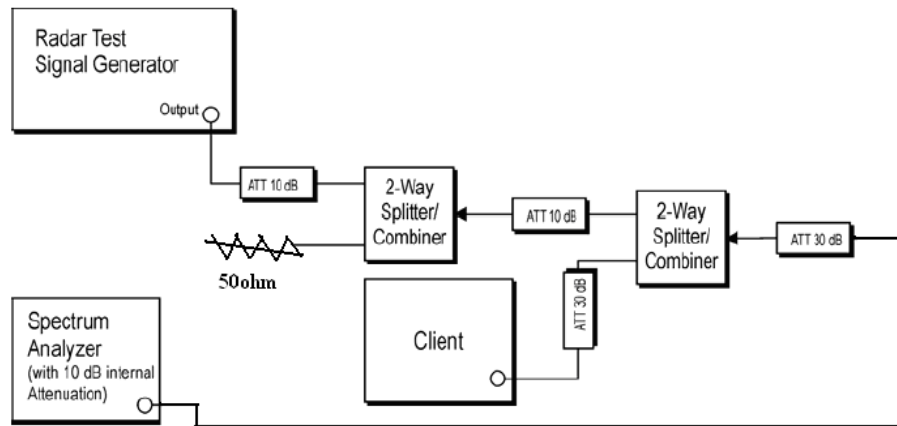 Radar Test
Signal Generator
Output
ATT 10 dB
2-Way
Splitter/
Combiner
ATT 10 dB
2-Way
Splitter/
Combiner
ATT 30 dB
50ohm
ATT 30 dB
Client
Spectrum
Analyzer
(with 10 dB internal
Attenuation)